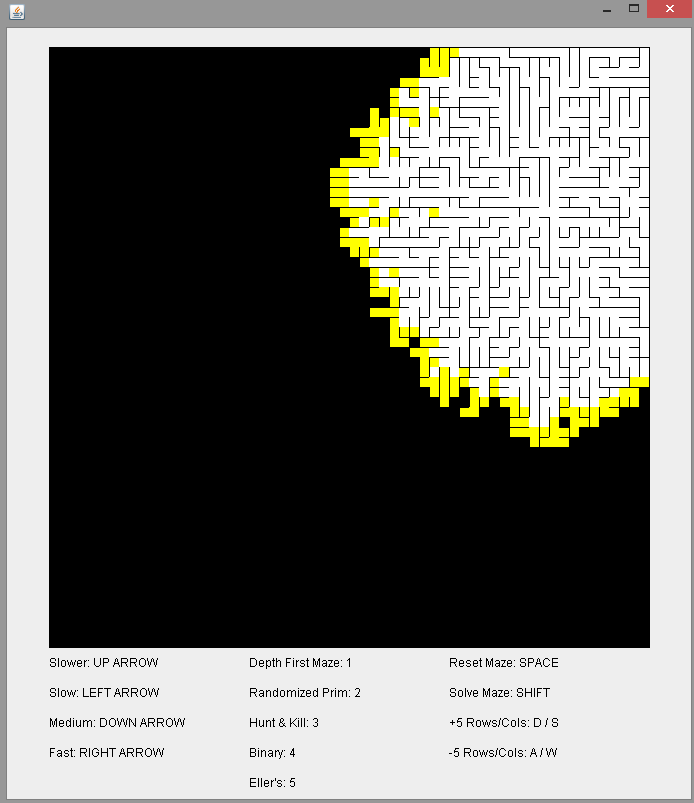 Slower: UP ARROW
Depth First Maze: 1
Reset Maze: SPACE
Slow: LEFT ARROW
Randomized Prim: 2
Solve Maze: SHIFT
Medium: DOWN ARROW
Hunt & Kill: 3
+5 Rows/Cols: D / S
Fast: RIGHT ARROW
Binary: 4
-5 Rows/Cols: A / W
Eller's: 5